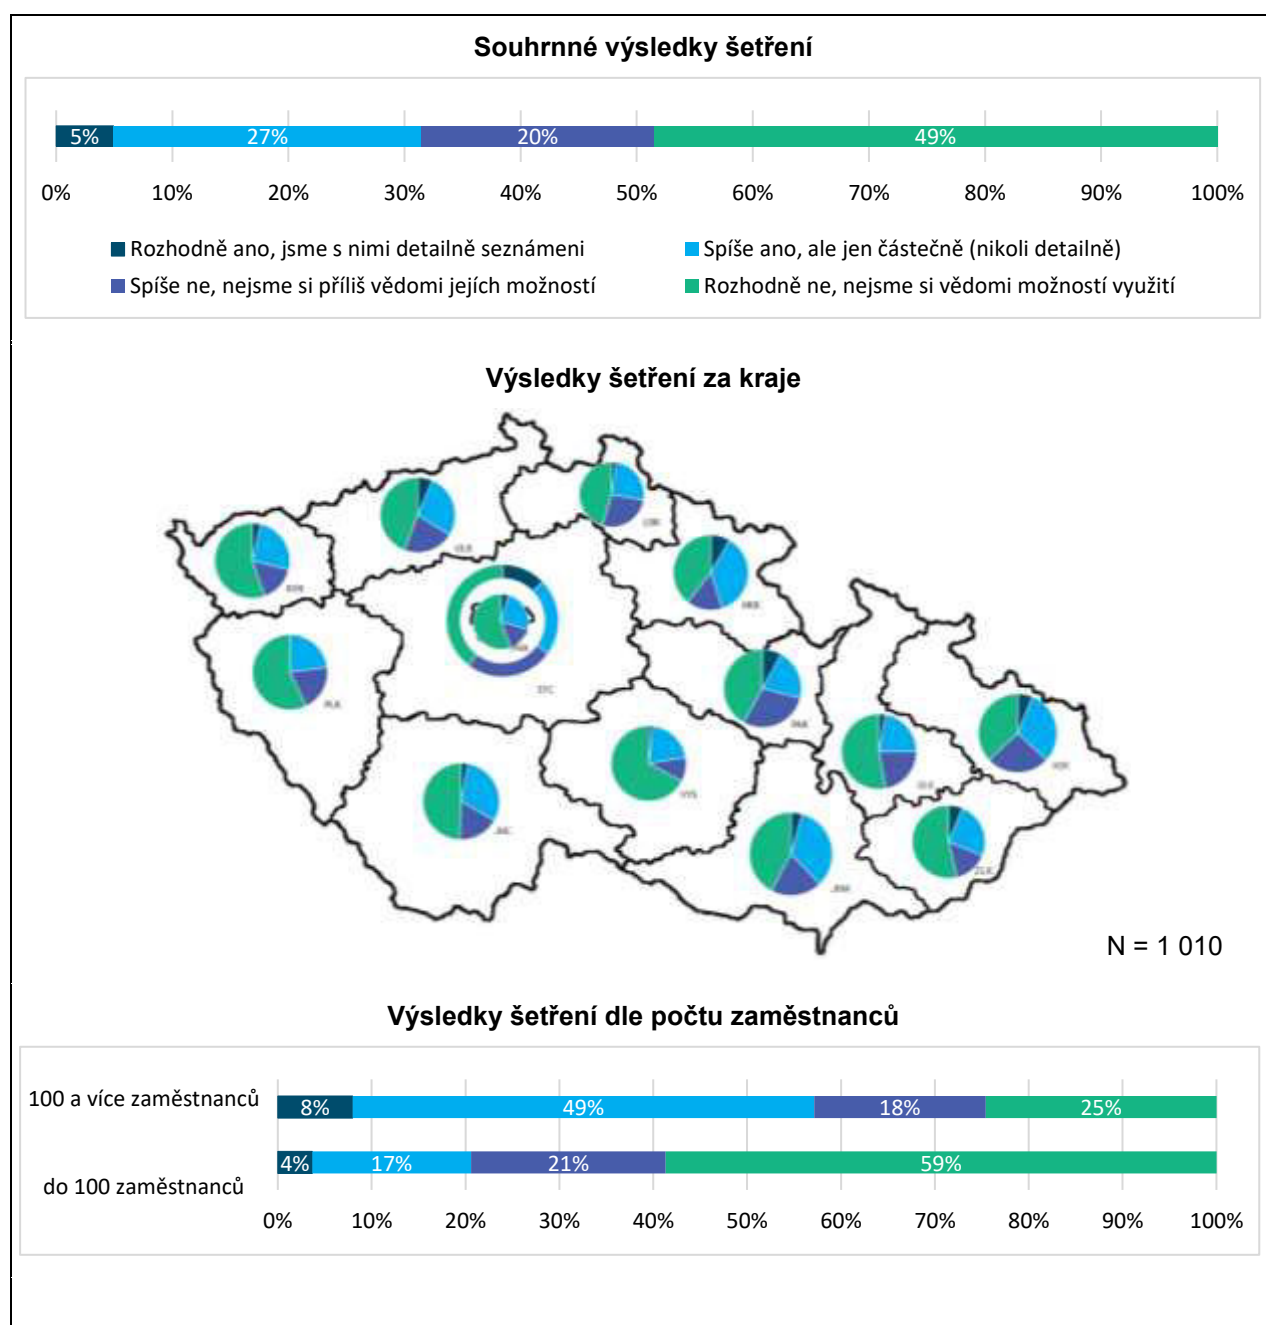 Souhrnné výsledky šetření
5% 27% 20% 49%
0% 10% 20% 30% 40% 50% 60% 70% 80% 90% 100%
Rozhodně ano, jsme s nimi detailně seznámeni Spíše ano, ale jen částečně (nikoli detailně)
Spíše ne, nejsme si příliš vědomi jejích možností Rozhodně ne, nejsme si vědomi možností využití
Výsledky šetření za kraje
N = 1 010
Výsledky šetření dle počtu zaměstnanců
100 a více zaměstnanců 8% 49% 18% 25%
do 100 zaměstnanců 4% 17% 21% 59%
0% 10% 20% 30% 40% 50% 60% 70% 80% 90% 100%